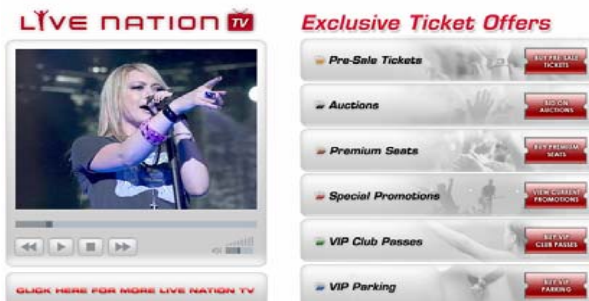 LIVE NATION TV
CLICK HERE FOR MORE LIVE NATION TV
Exclusive Ticket Offers
Pre-Sale Tickets
BUY PRE-SALE
TICKETS
Auctions
BID ON
AUCTIONS
Premium Seats
BUY PREMIUM
SEATS
Special Promotions
VIEW CURRENT
PROMOTIONS
VIP Club Passes
BUY VIP
CLUB PASSES
VIP Parking
BUY VIP
PARKING